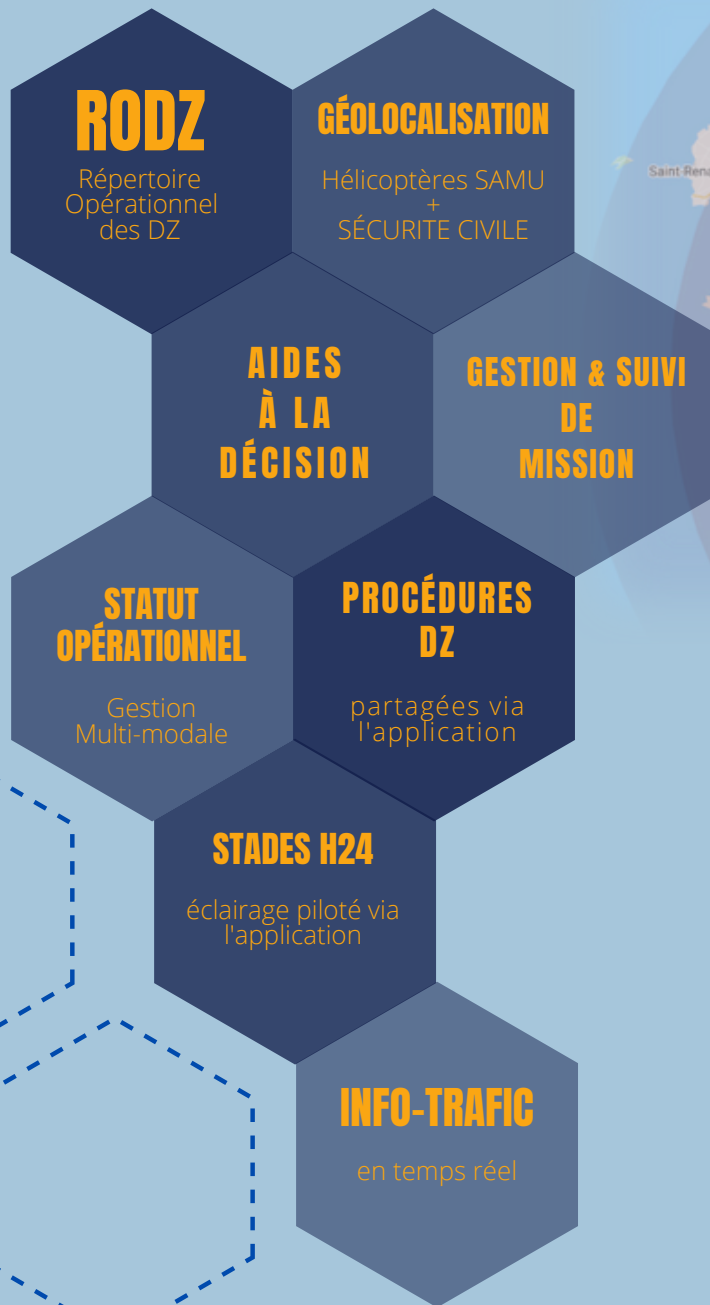 RODZ
Répertoire
Opérationnel
des DZ
GÉOLOCALISATION
Hélicoptères SAMU
+
SÉCURITE CIVILE
AIDES
À LA
DÉCISION
GESTION & SUIVI
DE
MISSION
STATUT
OPÉRATIONNEL
Gestion
Multi-modale
PROCÉDURES
DZ
partagées via
l'application
STADES H24
éclairage piloté via
l'application
INFO-TRAFIC
en temps réel